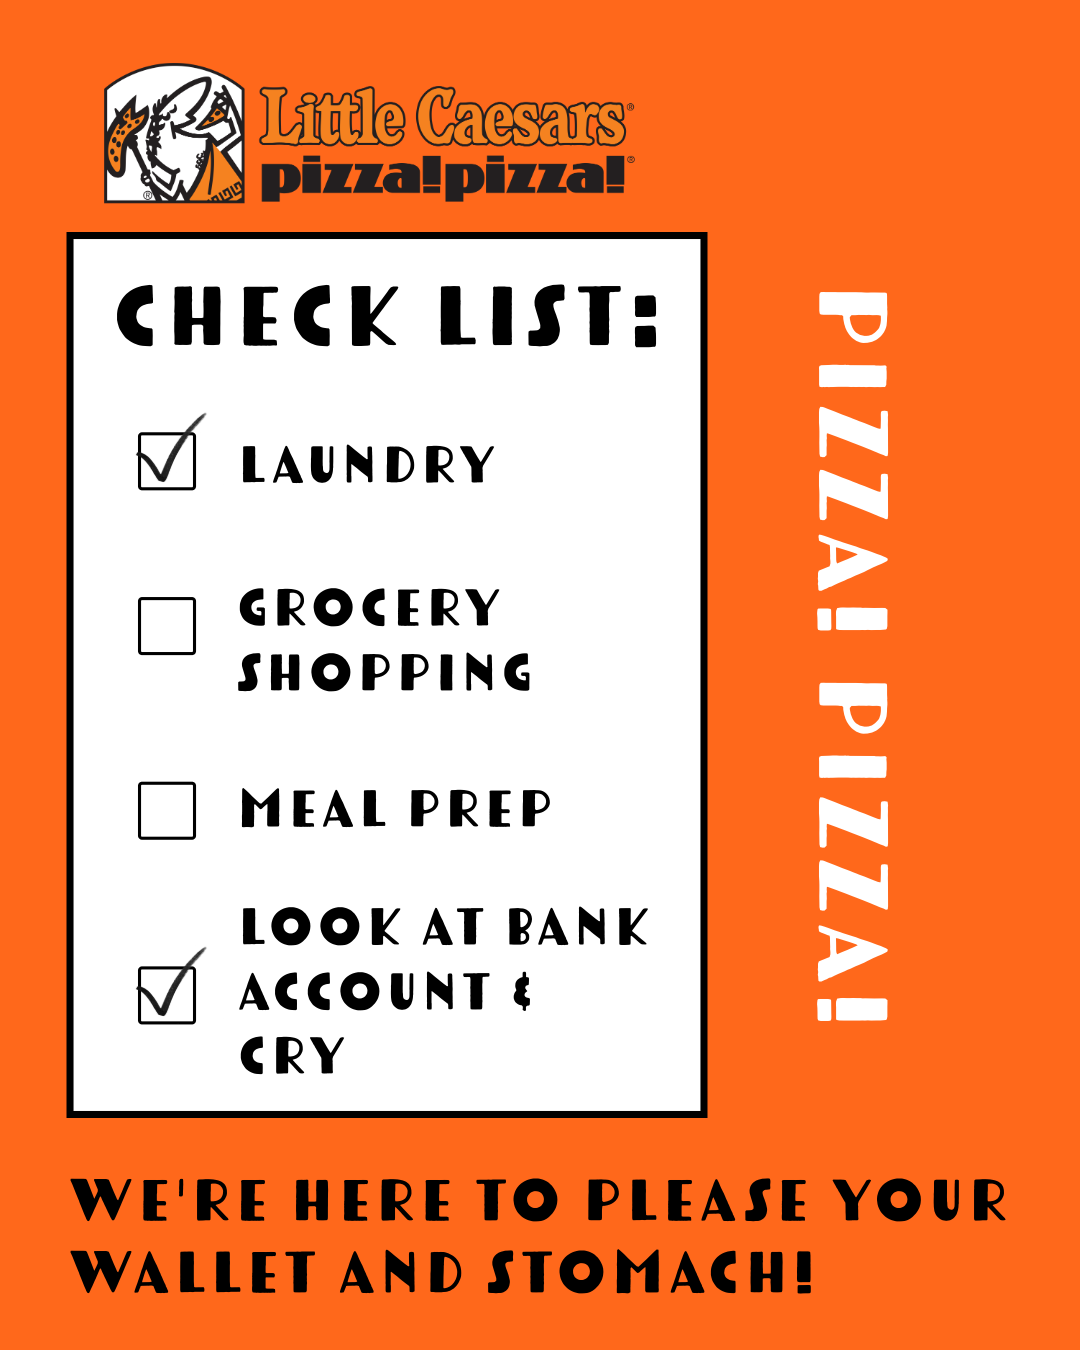 Little Caesars®
pizza!pizza!®
CHECK LIST:
LAUNDRY
GROCERY
SHOPPING
MEAL PREP
LOOK AT BANK
ACCOUNT &
CRY
PIZZA! PIZZA!
WE'RE HERE TO PLEASE YOUR
WALLET AND STOMACH!